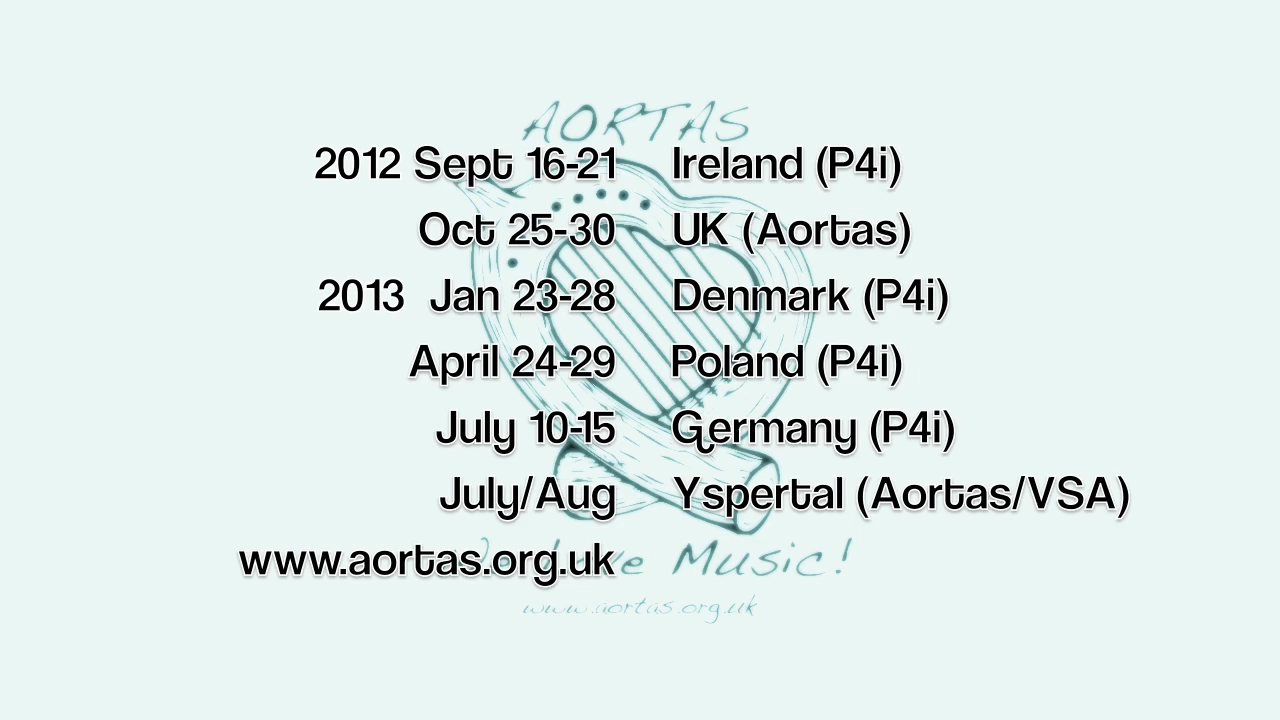 AORTAS
2012 Sept 16-21 Ireland (P4i)
Oct 25-30 UK (Aortas)
2013 Jan 23-28 Denmark (P4i)
April 24-29 Poland (P4i)
July 10-15 Germany (P4i)
July/Aug Yspertal (Aortas/VSA)
www.aortas.org.uk
Music!
www.aortas.org.uk